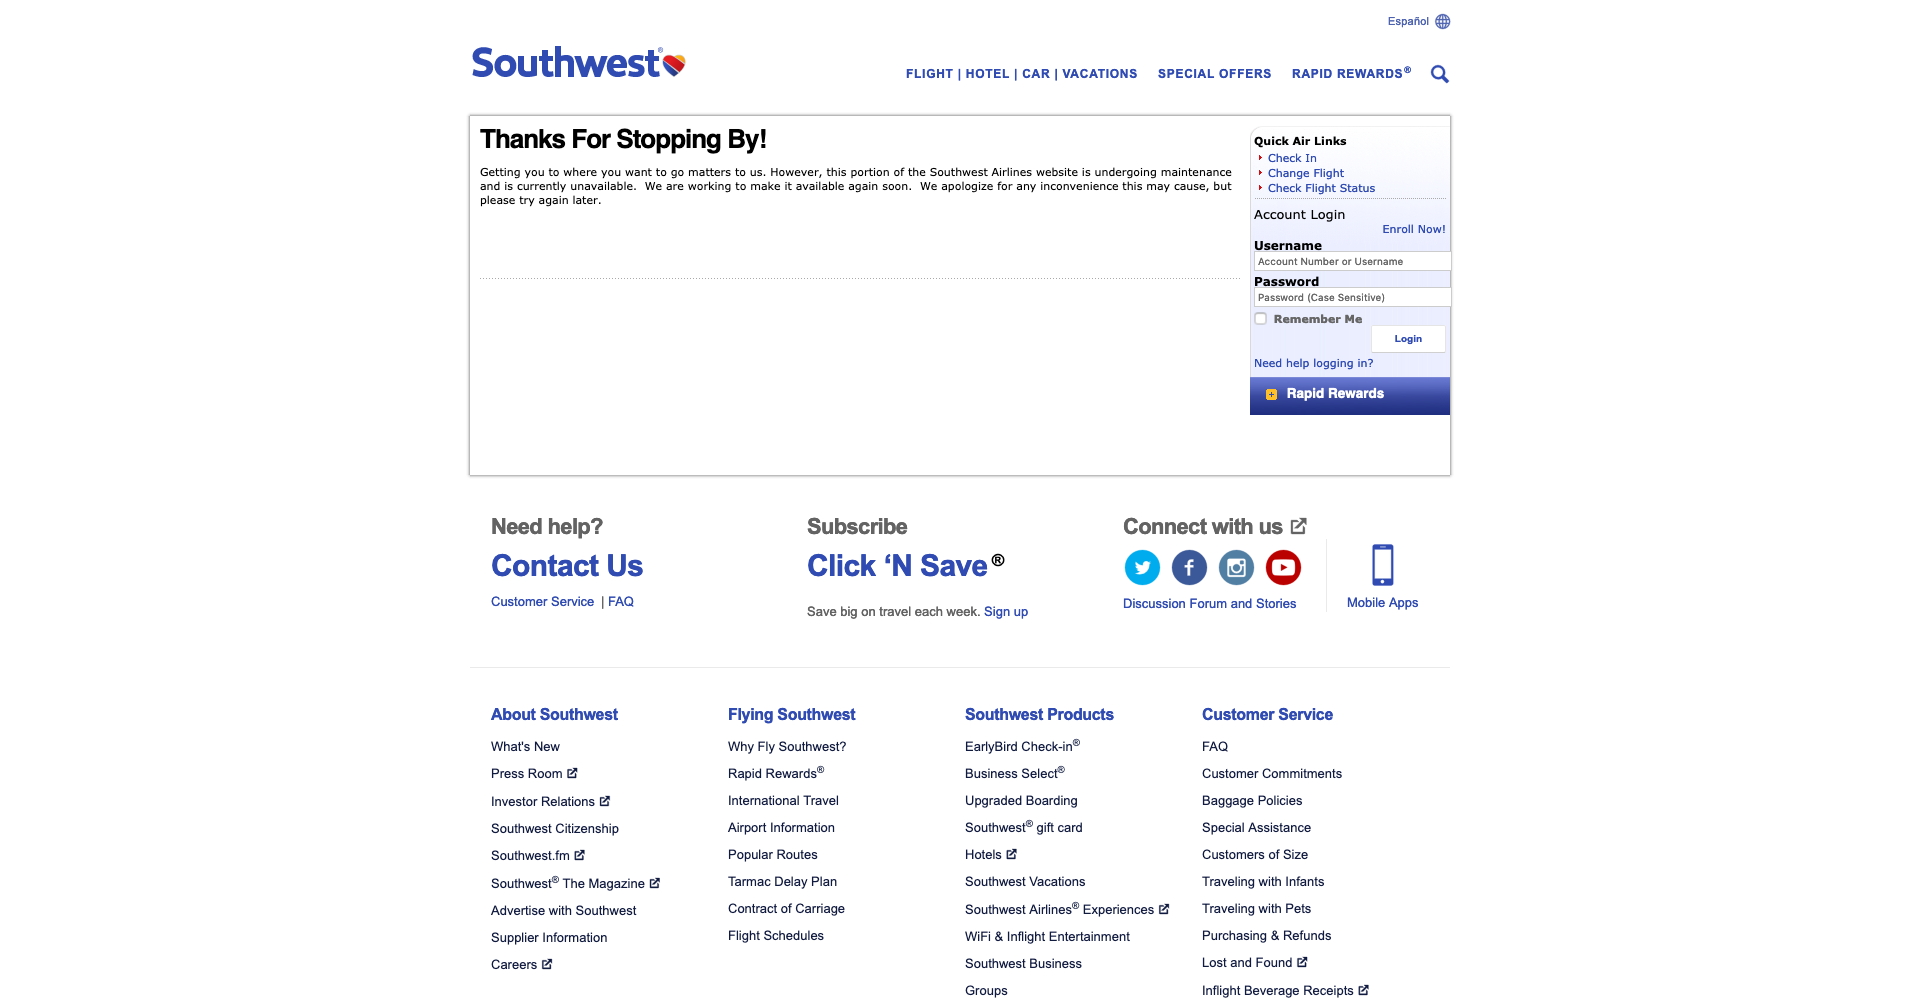 Español
Southwest®
FLIGHT | HOTEL | CAR | VACATIONS SPECIAL OFFERS RAPID REWARDS®
Thanks For Stopping By!
Getting you to where you want to go matters to us. However, this portion of the Southwest Airlines website is undergoing maintenance
and is currently unavailable. We are working to make it available again soon. We apologize for any inconvenience this may cause, but
please try again later.
Quick Air Links
Check In
Change Flight
Check Flight Status
Account Login
Enroll Now!
Username
Account Number or Username
Password
Password (Case Sensitive)
Remember Me
Login
Need help logging in?
Rapid Rewards
Need help?
Contact Us
Customer Service | FAQ
Subscribe
Click ‘N Save®
Save big on travel each week. Sign up
Connect with us
Discussion Forum and Stories
Mobile Apps
About Southwest
What's New
Press Room
Investor Relations
Southwest Citizenship
Southwest.fm
Southwest® The Magazine
Advertise with Southwest
Supplier Information
Careers
Flying Southwest
Why Fly Southwest?
Rapid Rewards®
International Travel
Airport Information
Popular Routes
Tarmac Delay Plan
Contract of Carriage
Flight Schedules
Southwest Products
EarlyBird Check-in®
Business Select®
Upgraded Boarding
Southwest® gift card
Hotels
Southwest Vacations
Southwest Airlines® Experiences
WiFi & Inflight Entertainment
Southwest Business
Groups
Customer Service
FAQ
Customer Commitments
Baggage Policies
Special Assistance
Customers of Size
Traveling with Infants
Traveling with Pets
Purchasing & Refunds
Lost and Found
Inflight Beverage Receipts